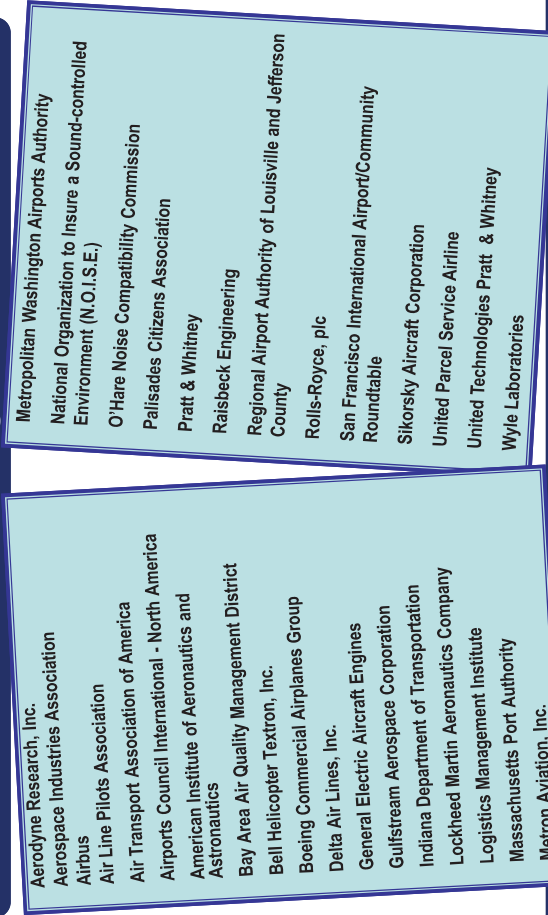 Aerodyne Research, Inc.
Aerospace Industries Association
Airbus
Air Line Pilots Association
Air Transport Association of America
Airports Council International - North America
American Institute of Aeronautics and
Astronautics
Bay Area Air Quality Management District
Bell Helicopter Textron, Inc.
Boeing Commercial Airplanes Group
Delta Air Lines, Inc.
General Electric Aircraft Engines
Gulfstream Aerospace Corporation
Indiana Department of Transportation
Lockheed Martin Aeronautics Company
Logistics Management Institute
Massachusetts Port Authority
Metron Aviation, Inc.
Metropolitan Washington Airports Authority
National Organization to Insure a Sound-controlled
Environment (N.O.I.S.E.)
O'Hare Noise Compatibility Commission
Palisades Citizens Association
Pratt & Whitney
Raisbeck Engineering
Regional Airport Authority of Louisville and Jefferson
County
Rolls-Royce, plc
San Francisco International Airport/Community
Roundtable
Sikorsky Aircraft Corporation
United Parcel Service Airline
United Technologies Pratt & Whitney
Wyle Laboratories